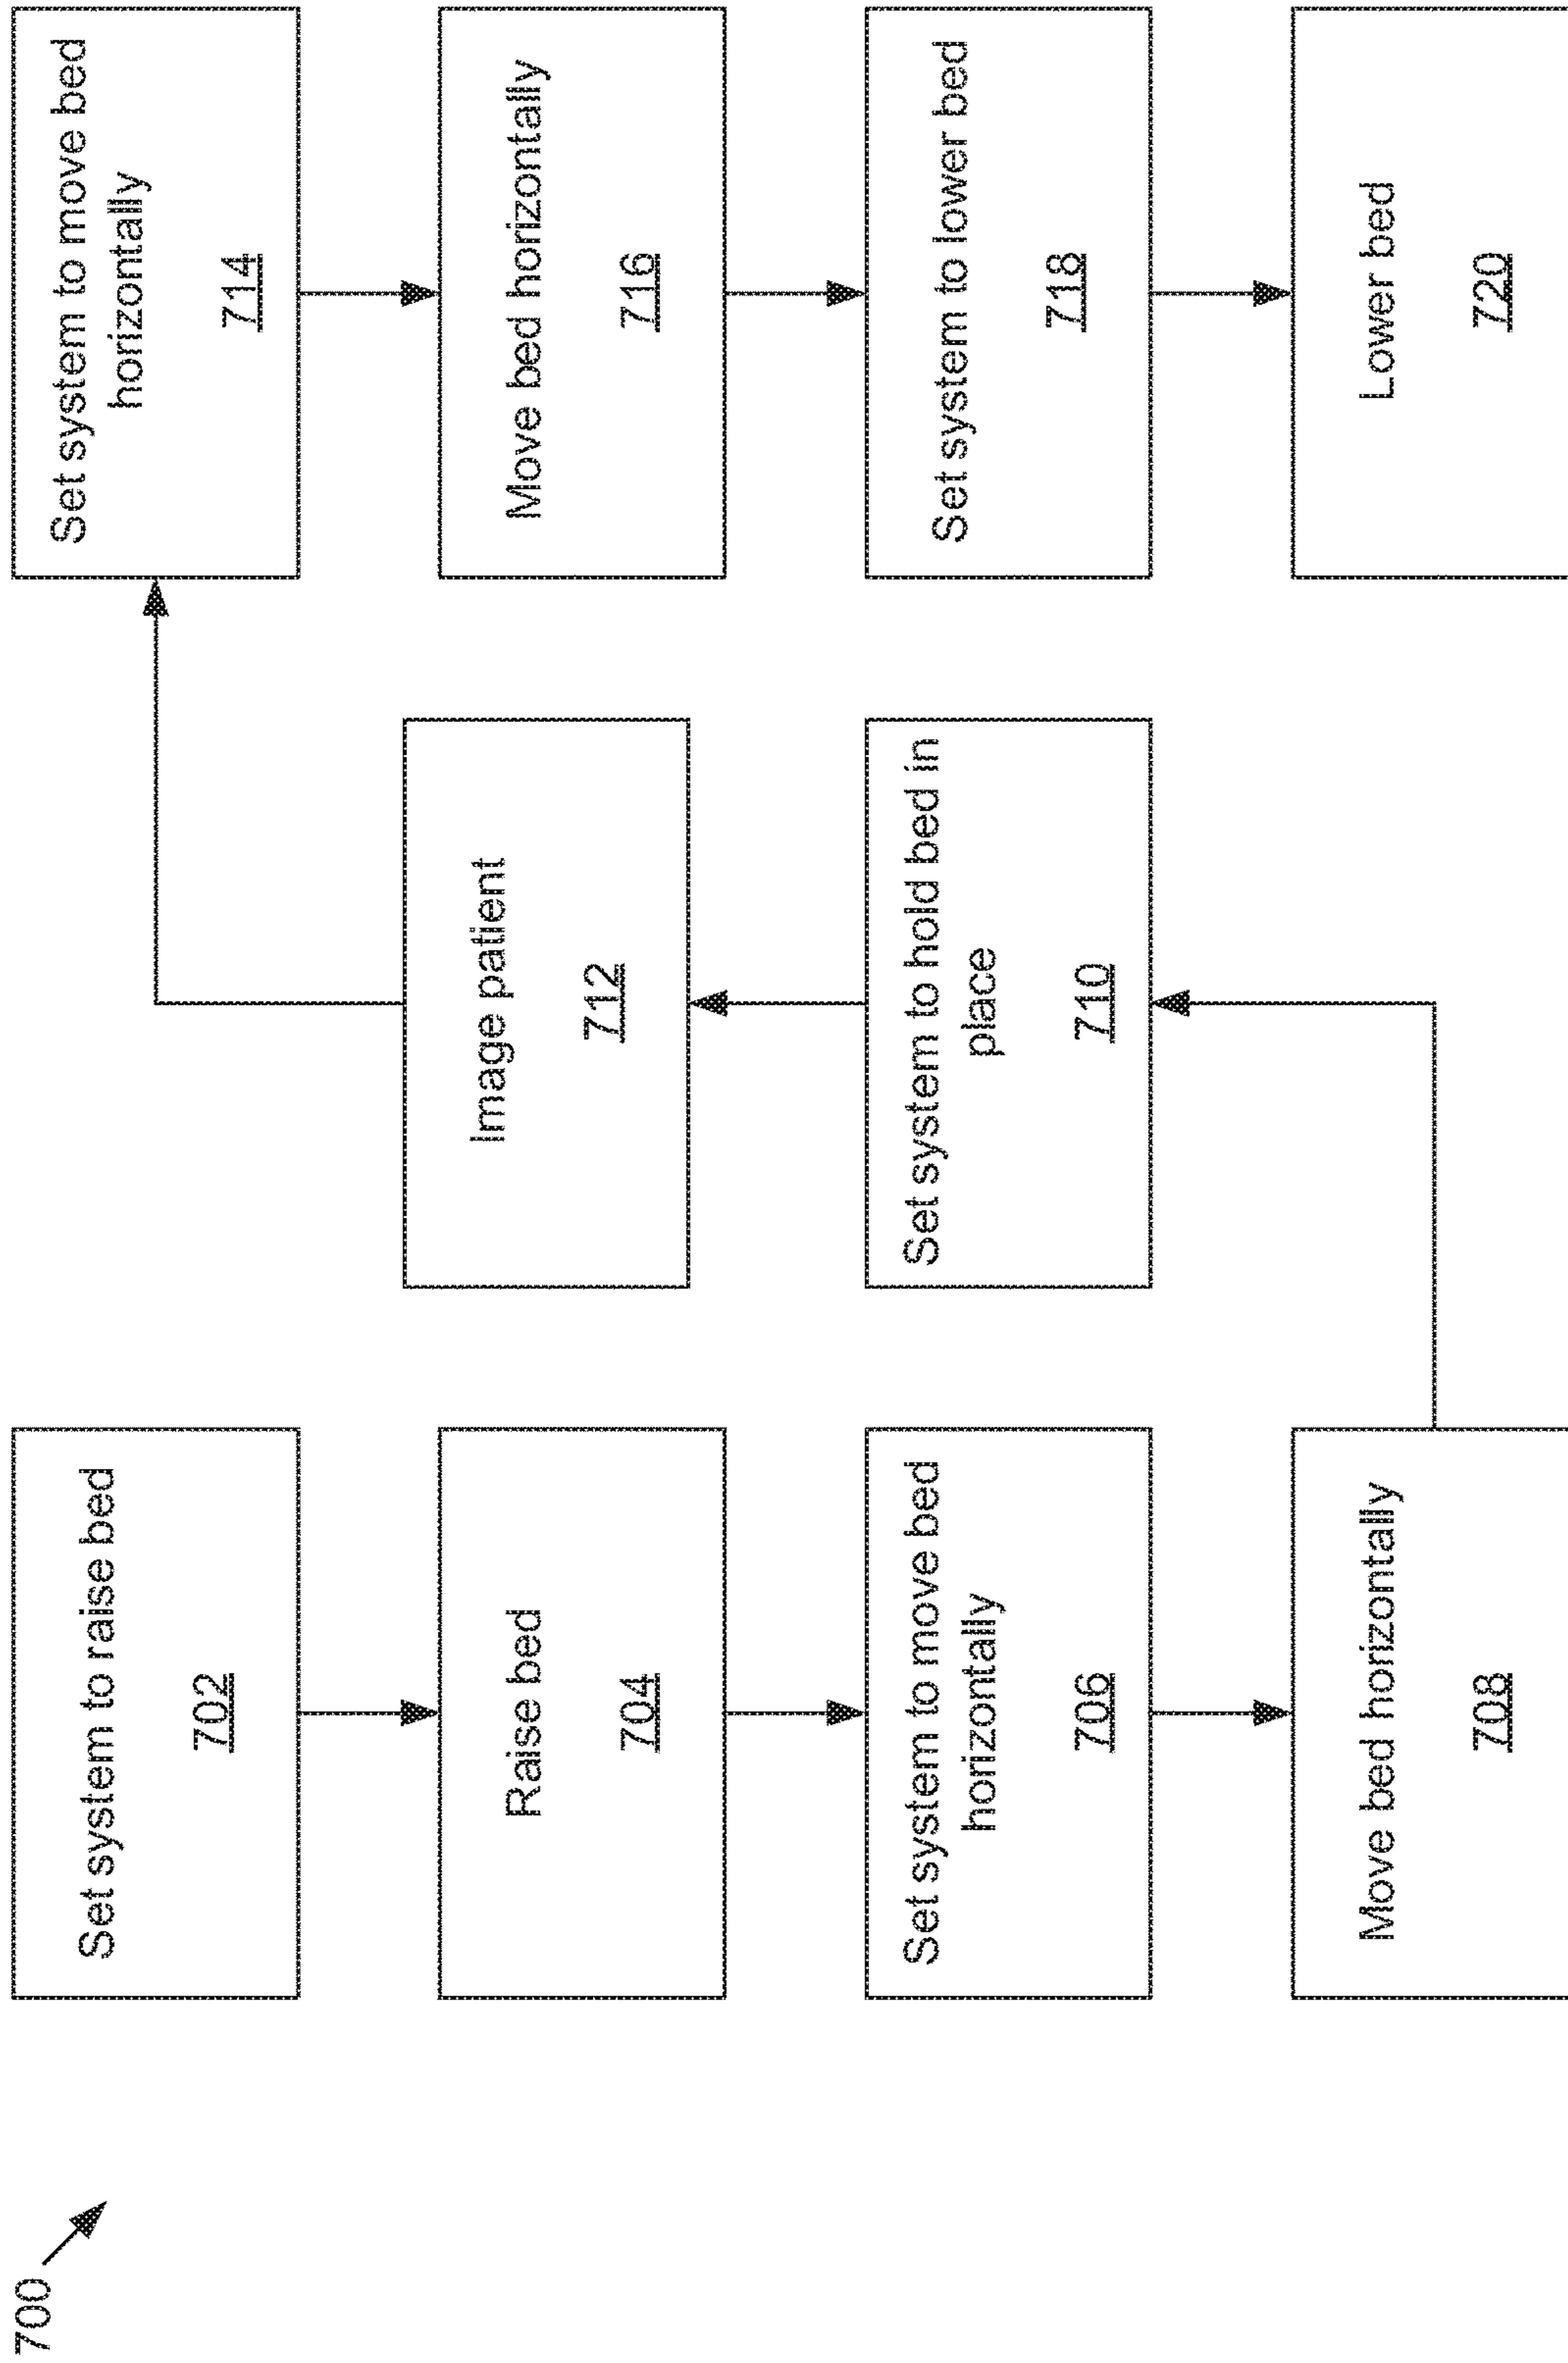 700
Set system to raise bed
702
Raise bed
704
Set system to move bed
horizontally
706
Move bed horizontally
708
Set system to hold bed in
place
710
Image patient
712
Set system to move bed
horizontally
714
Move bed horizontally
716
Set system to lower bed
718
Lower bed
720